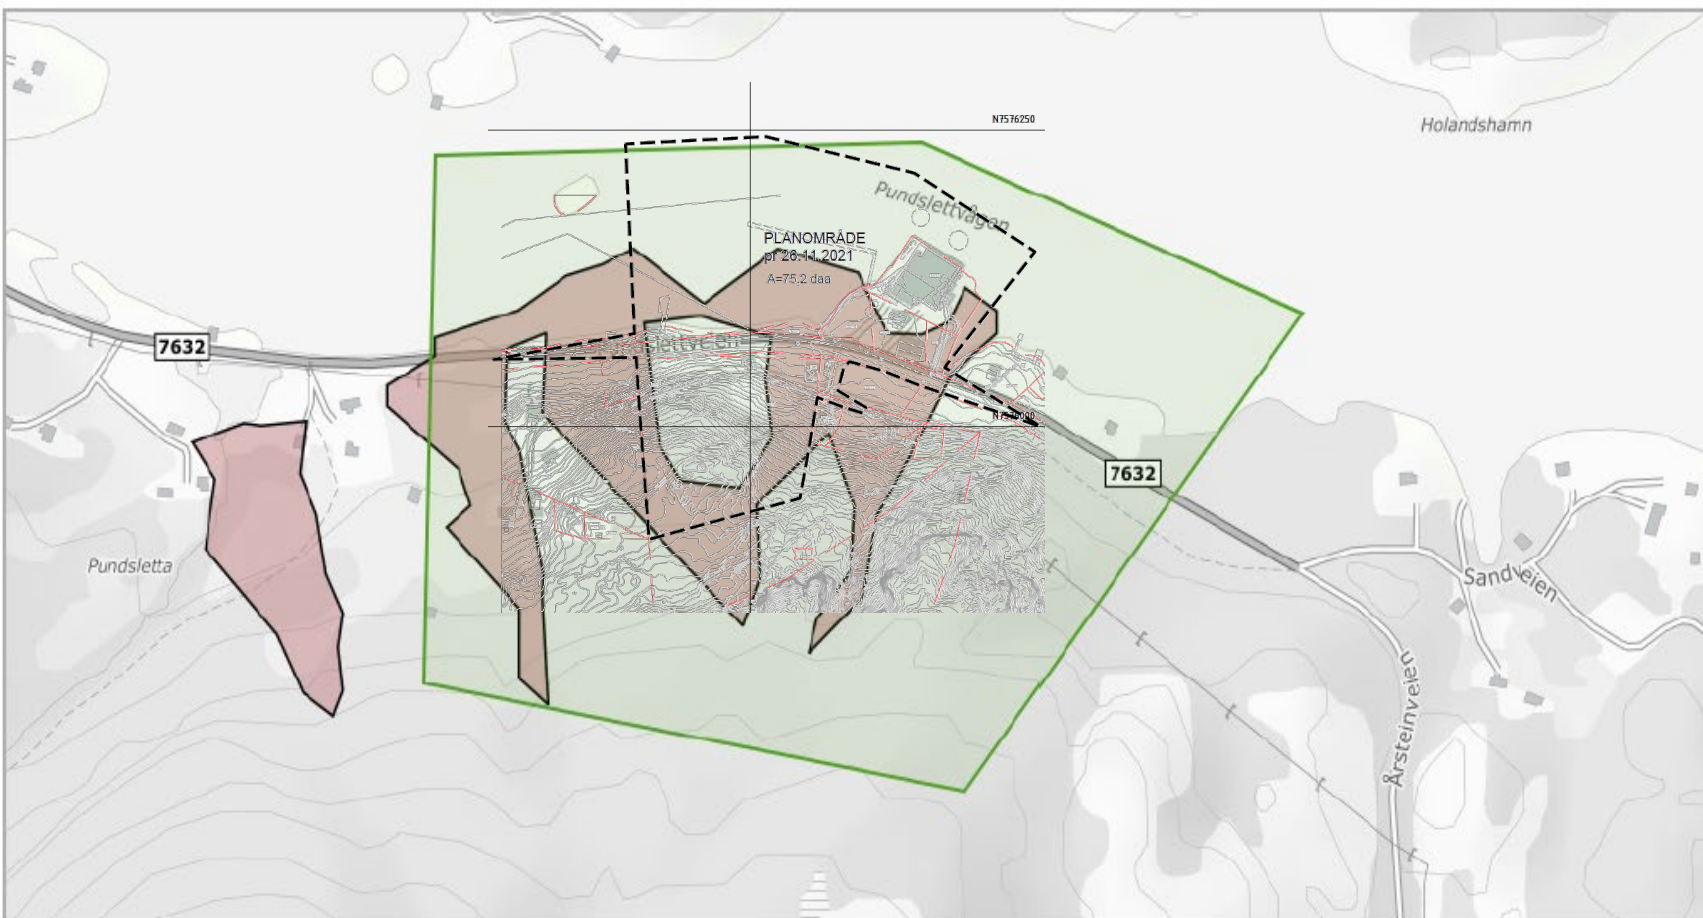 N7576250
Holandshamn
Pundslettvågen
PLANOMRÅDE
pr 26.11.2021
A=75.2 daa
7632
7632
Pundsletta
Sandveien
Årsteinveien